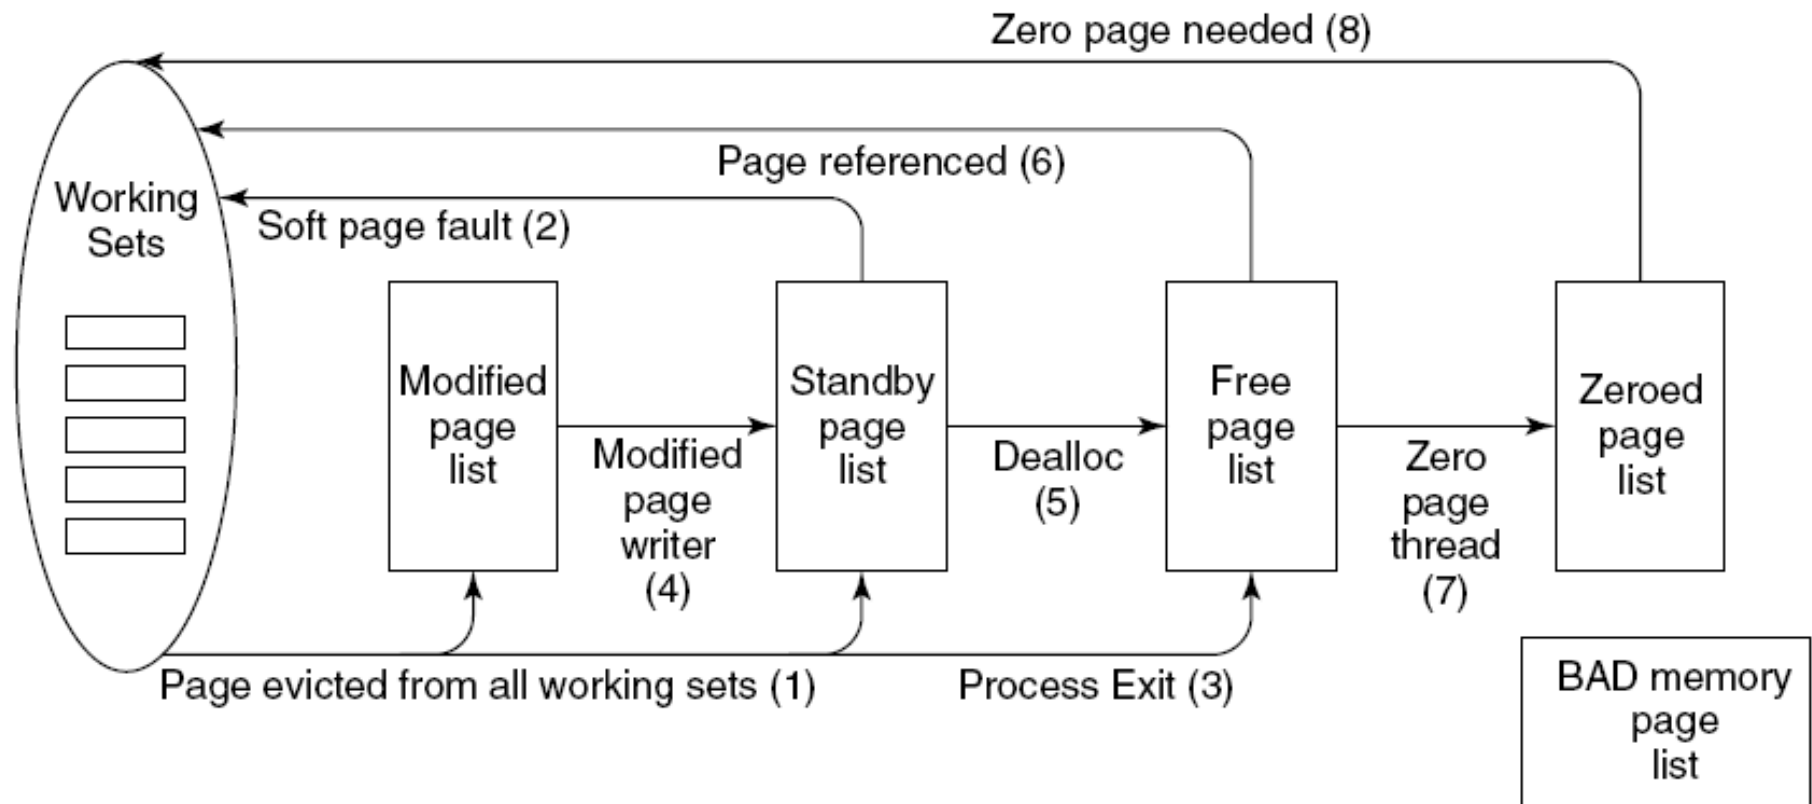 Zero page needed (8)
Page referenced (6)
Soft page fault (2)
Working
Sets
Modified
page
list
Modified
page
writer
(4)
Standby
page
list
Dealloc
(5)
Free
page
list
Zero
page
thread
(7)
Zeroed
page
list
Page evicted from all working sets (1)
Process Exit (3)
BAD memory
page
list